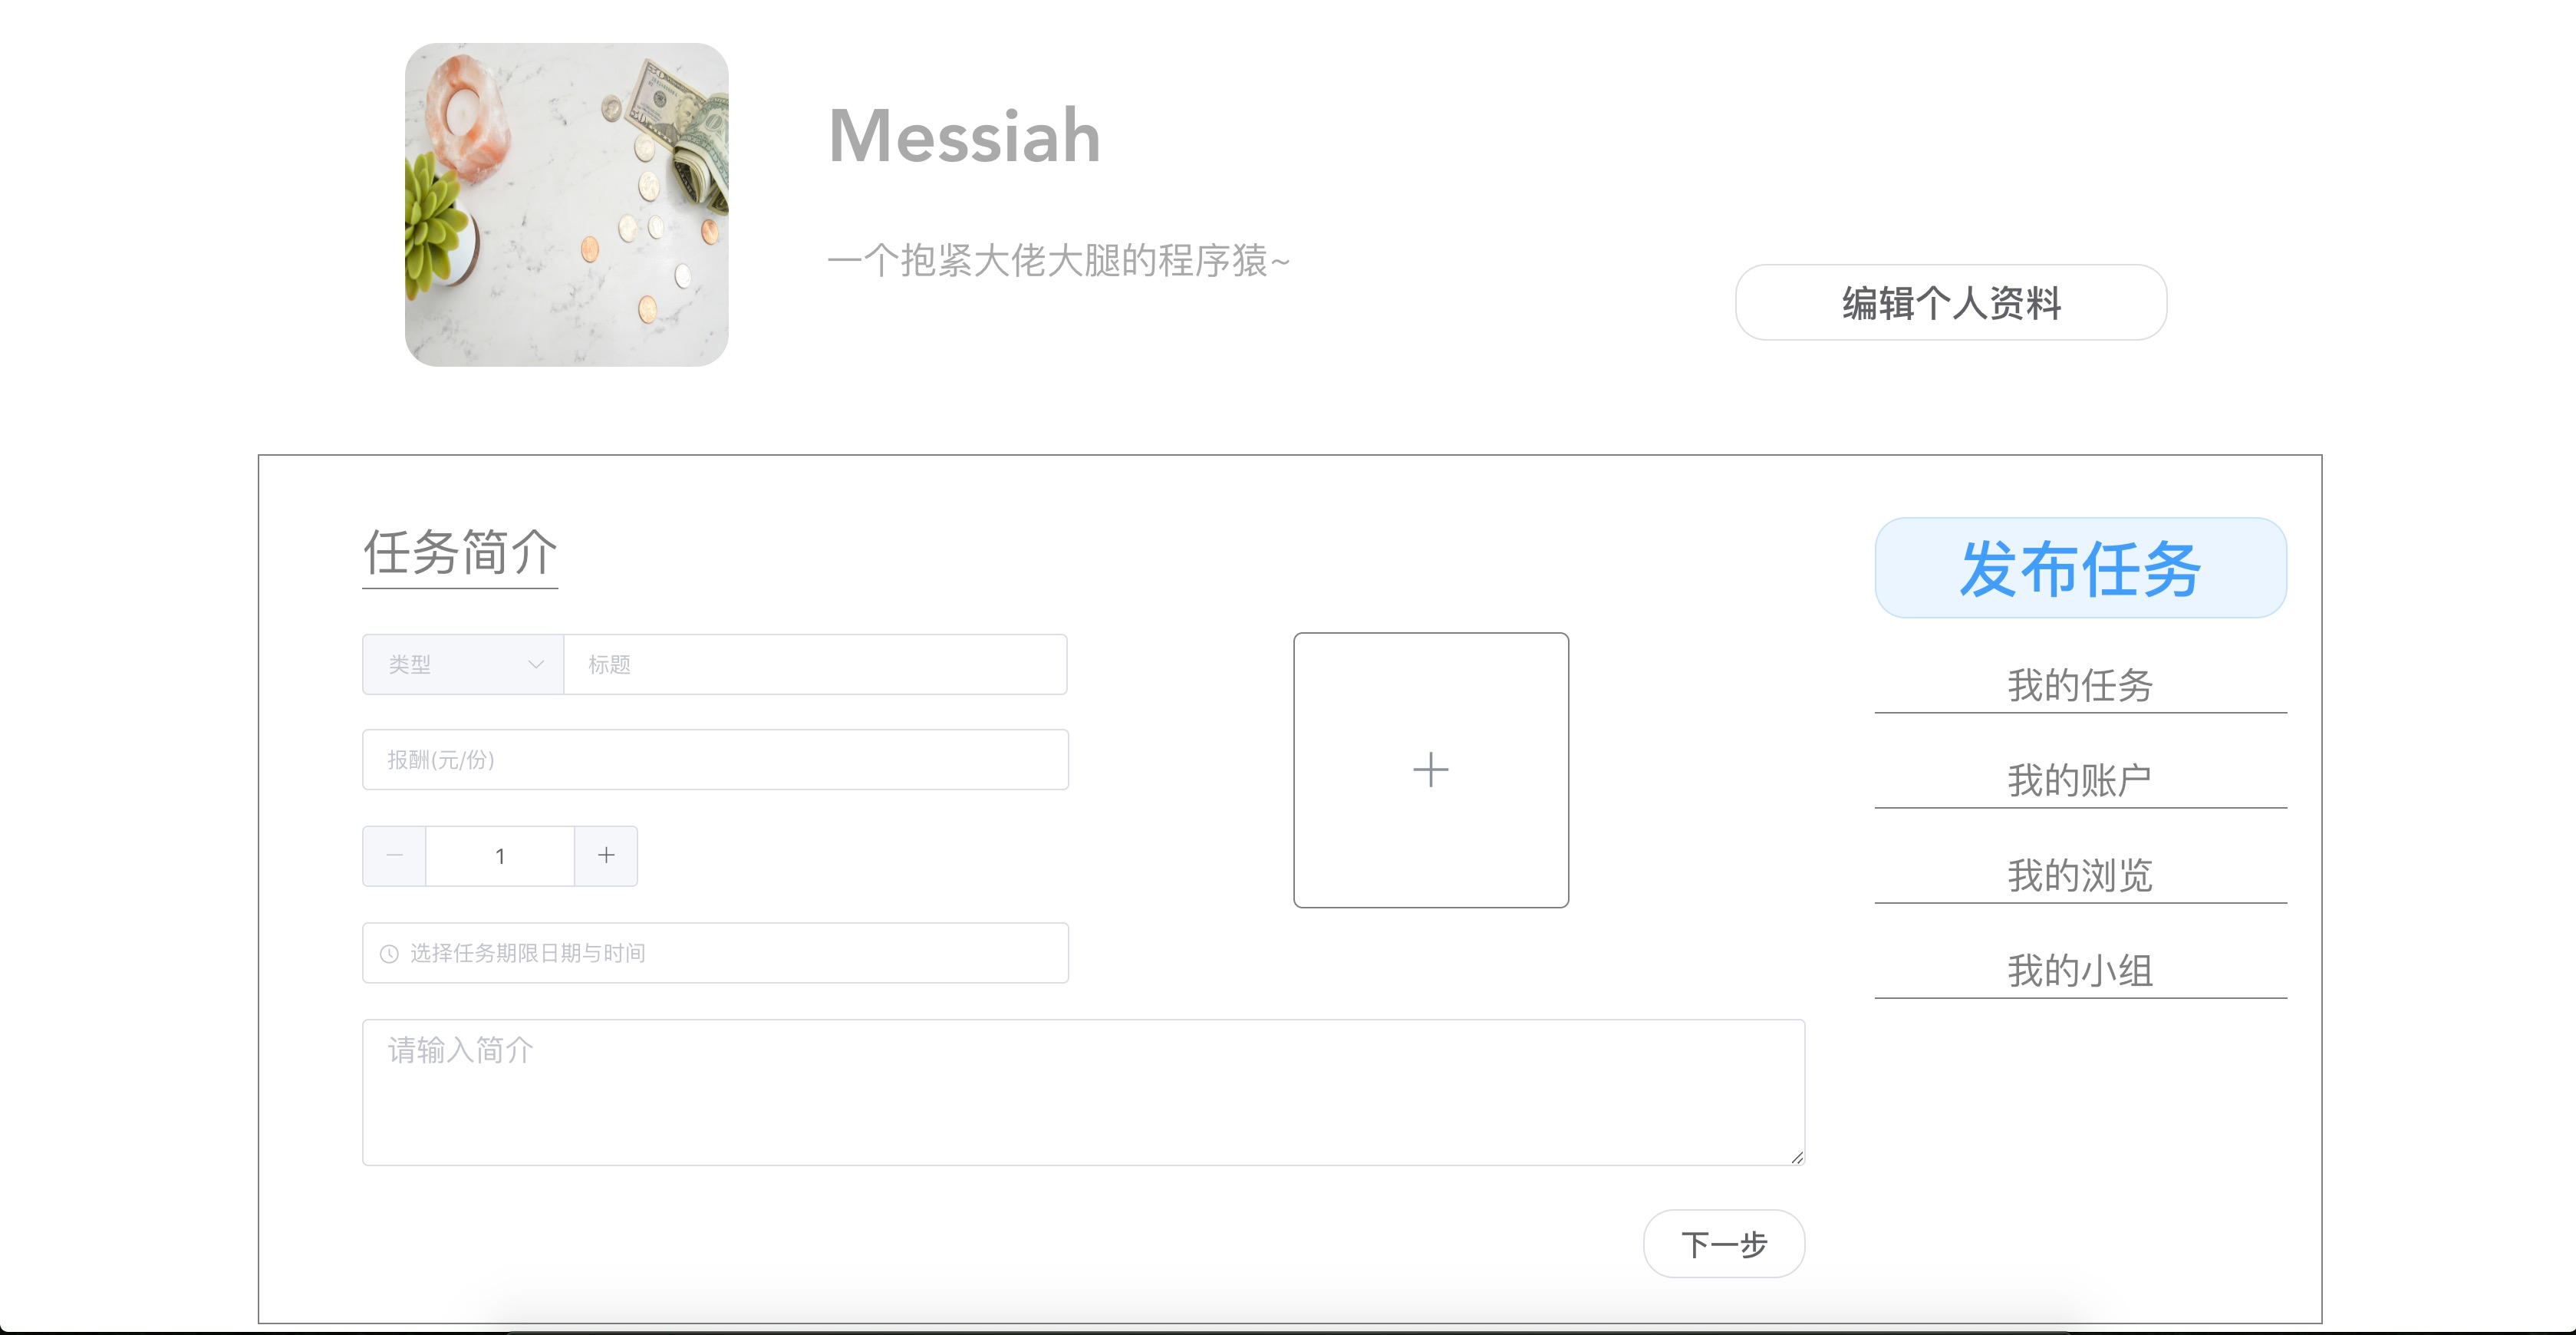 Messiah
一个抱紧大佬大腿的程序猿~
编辑个人资料
任务简介
类型
标题
报酬(元/份)
1
选择任务期限日期与时间
请输入简介
下一步
发布任务
我的任务
我的账户
我的浏览
我的小组